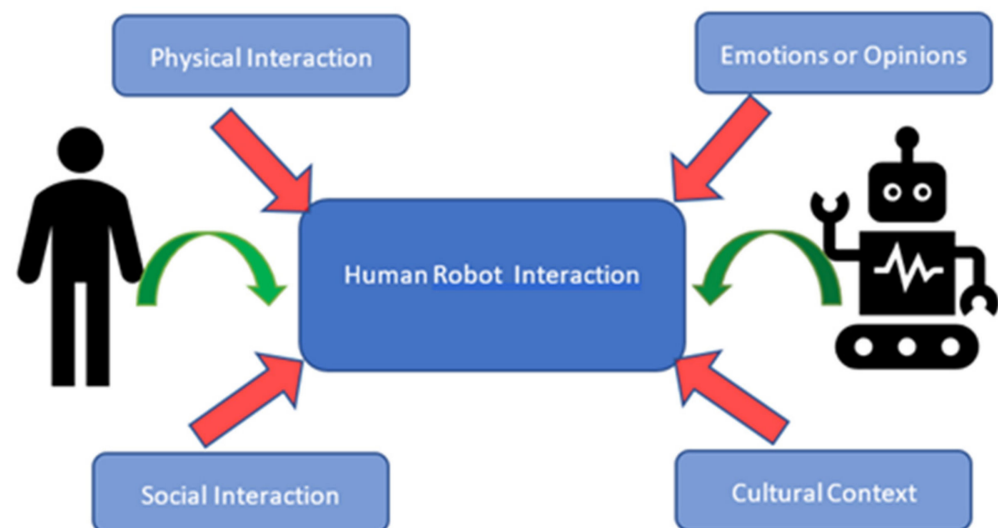 Physical Interaction
Emotions or Opinions
Human Robot Interaction
Social Interaction
Cultural Context